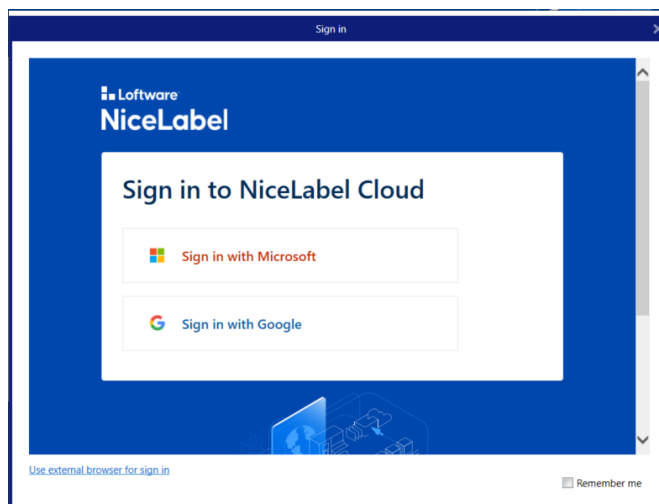 Sign in
Loftware
NiceLabel
Sign in to NiceLabel Cloud
Sign in with Microsoft
Sign in with Google
Use external browser for sign in
Remember me